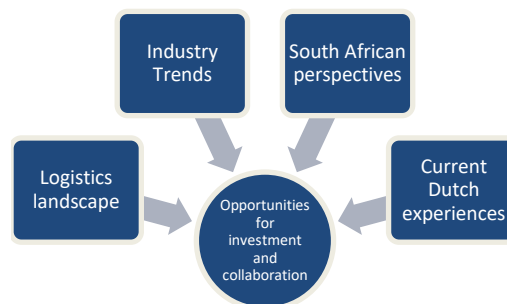 Industry
Trends
South African
perspectives
Logistics
landscape
Current
Dutch
experiences
Opportunities
for
investment
and
collaboration